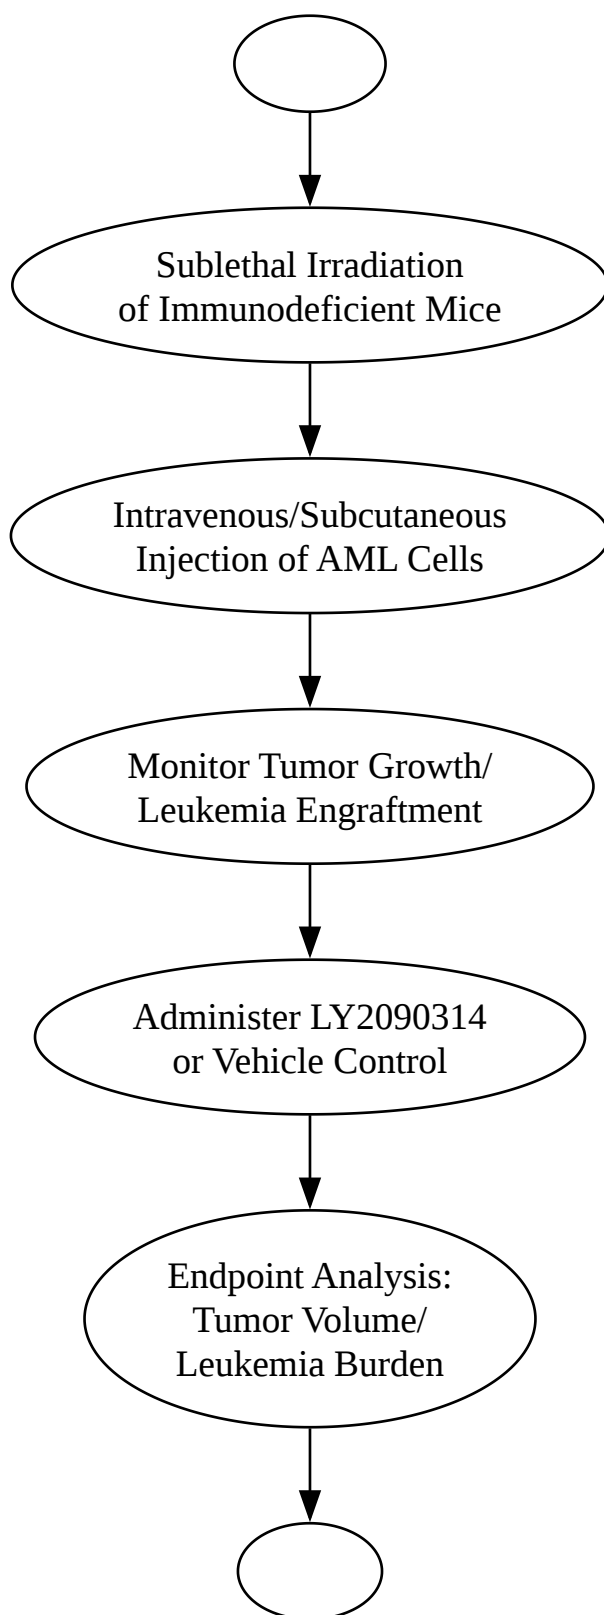 Sublethal Irradiation
of Immunodeficient Mice
Intravenous/Subcutaneous
Injection of AML Cells
Monitor Tumor Growth/
Leukemia Engraftment
Administer LY2090314
or Vehicle Control
Endpoint Analysis:
Tumor Volume/
Leukemia Burden